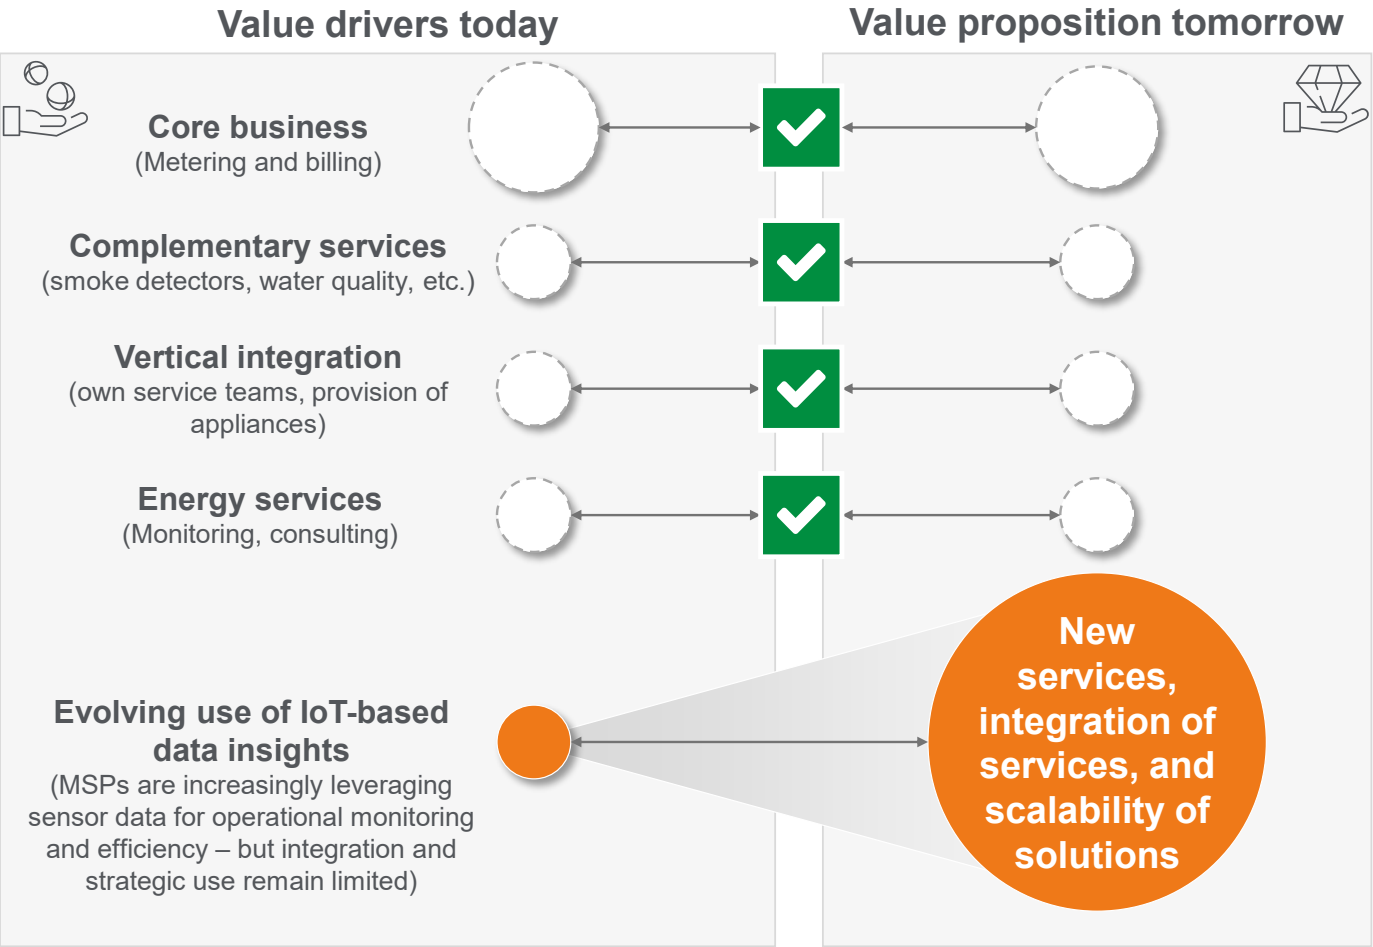 Value drivers today
Value proposition tomorrow
Core business
(Metering and billing)
Complementary services
(smoke detectors, water quality, etc.)
Vertical integration
(own service teams, provision of
appliances)
Energy services
(Monitoring, consulting)
Evolving use of IoT-based
data insights
(MSPs are increasingly leveraging
sensor data for operational monitoring
and efficiency – but integration and
strategic use remain limited)
New
services,
integration of
services, and
scalability of
solutions